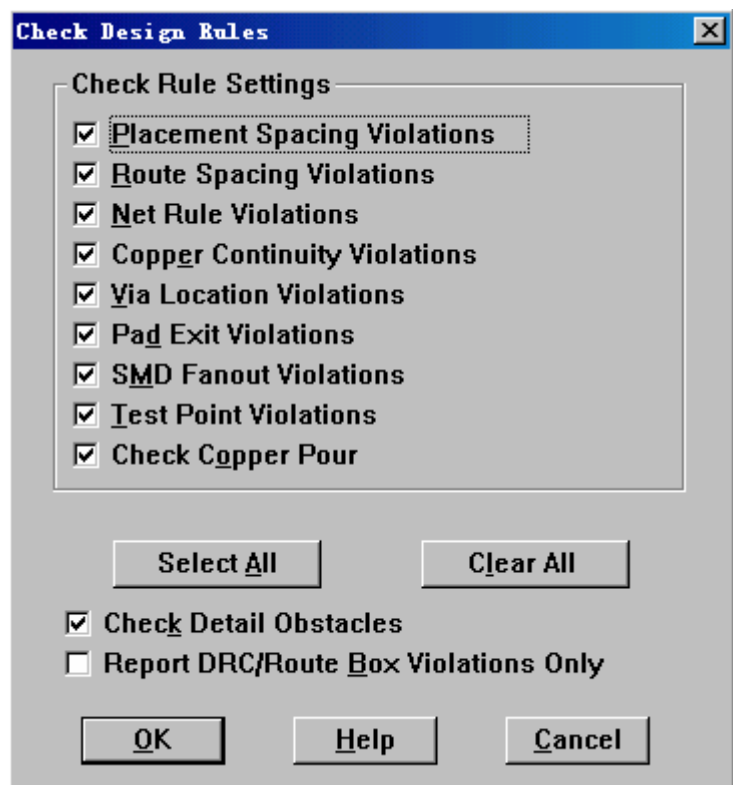 Check Design Rules
Check Rule Settings
Placement Spacing Violations
Route Spacing Violations
Net Rule Violations
Copper Continuity Violations
Via Location Violations
Pad Exit Violations
SMD Fanout Violations
Test Point Violations
Check Copper Pour
Select All Clear All
Check Detail Obstacles
Report DRC/Route Box Violations Only
OK Help Cancel